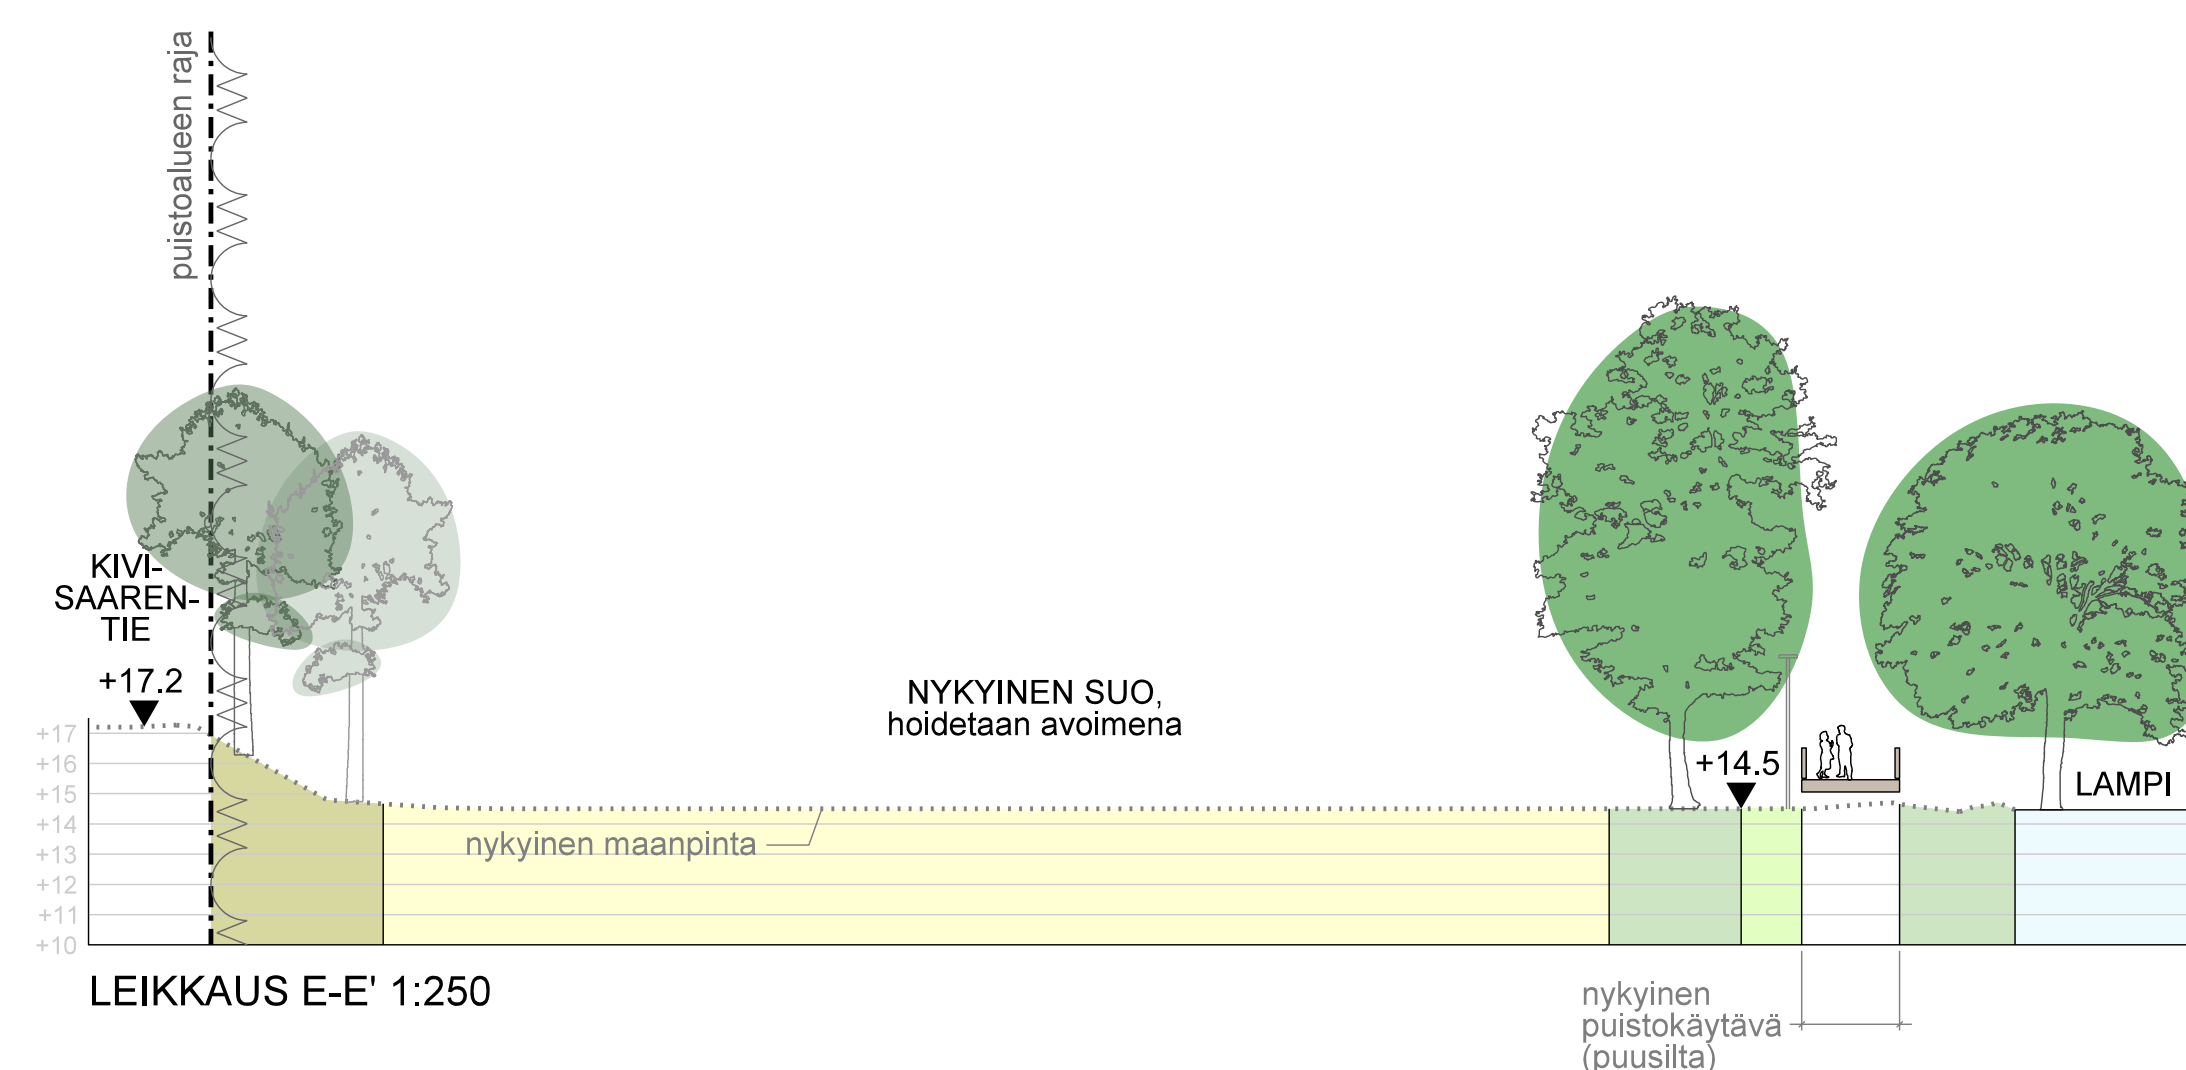 puistoalueen raja
KIVI-
SAAREN-
TIE
+17.2
+17
+16
+15
+14
+13
+12
+11
+10
NYKYINEN SUO,
hoidetaan avoimena
nykyinen maanpinta
+14.5
LAMPI
LEIKKAUS E-E' 1:250
nykyinen
puistokäytävä
(puusilta)